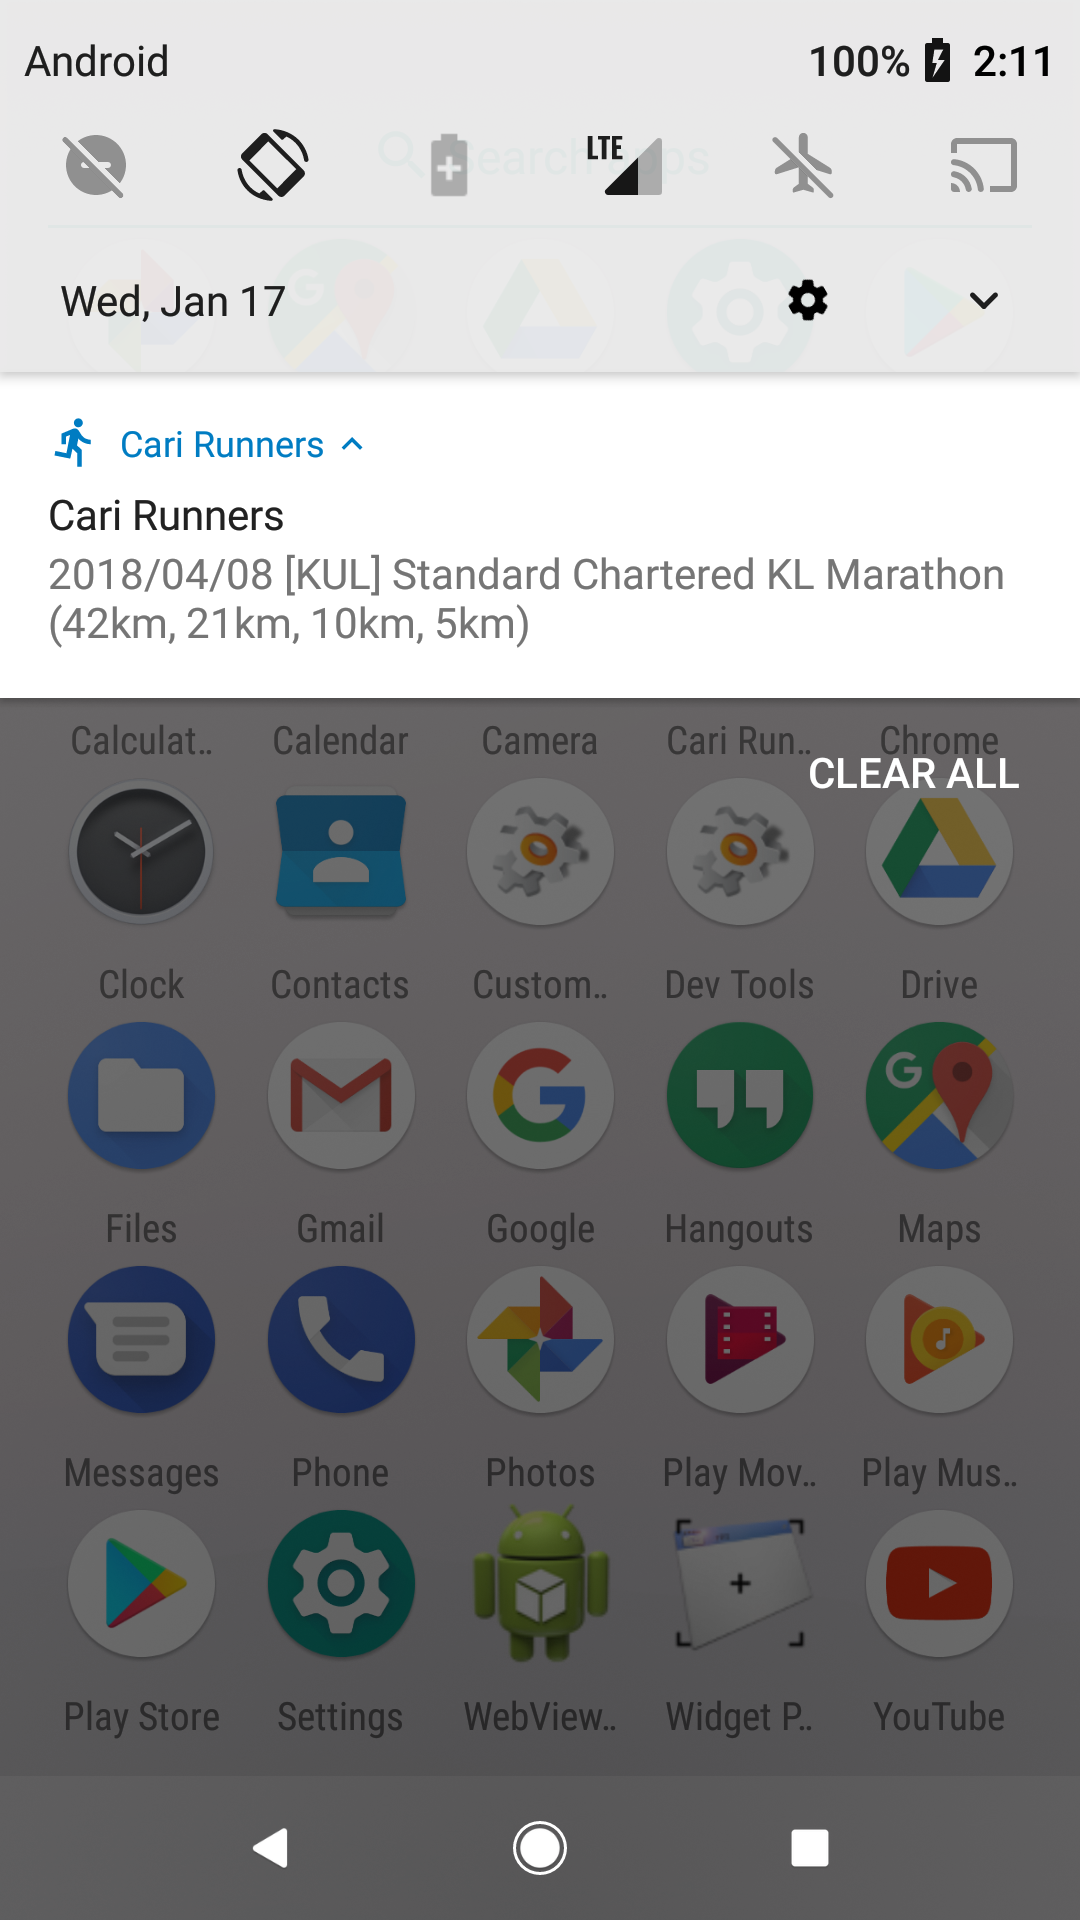 Android 100% 2:11
LTE
Search apps
Wed, Jan 17
Cari Runners
Cari Runners
2018/04/08 [KUL] Standard Chartered KL Marathon
(42km, 21km, 10km, 5km)
Calculat.. Calendar Camera Cari Run.. Chrome
CLEAR ALL
Clock Contacts Custom.. Dev Tools Drive
Files Gmail Google Hangouts Maps
Messages Phone Photos Play Mov.. Play Mus..
Play Store Settings WebView.. Widget P.. YouTube